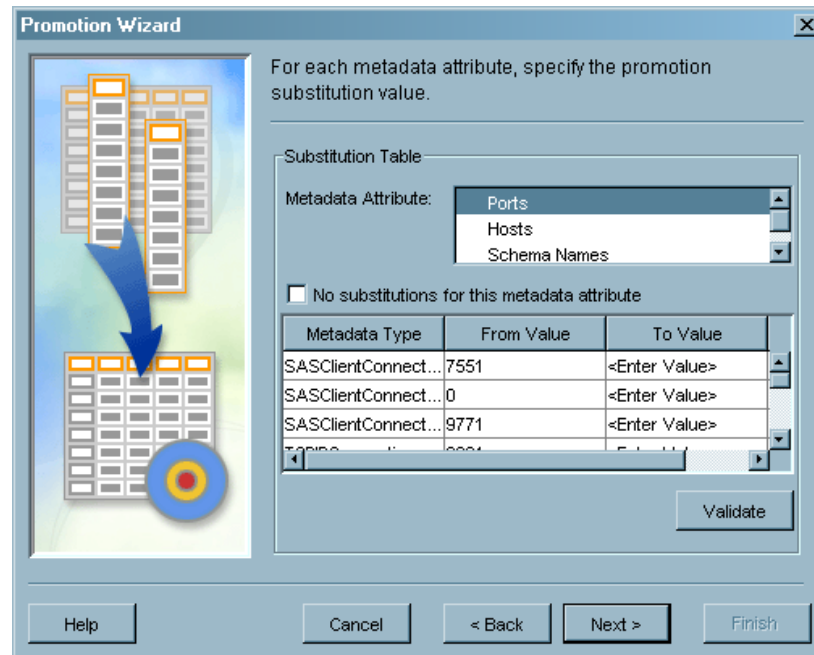 Promotion Wizard
For each metadata attribute, specify the promotion
substitution value.
Substitution Table
Metadata Attribute:
Ports
Hosts
Schema Names
No substitutions for this metadata attribute
Metadata Type From Value To Value
SASClientConnect... 7551 <Enter Value>
SASClientConnect... 0 <Enter Value>
SASClientConnect... 9771 <Enter Value>
Validate
Help Cancel < Back Next > Finish